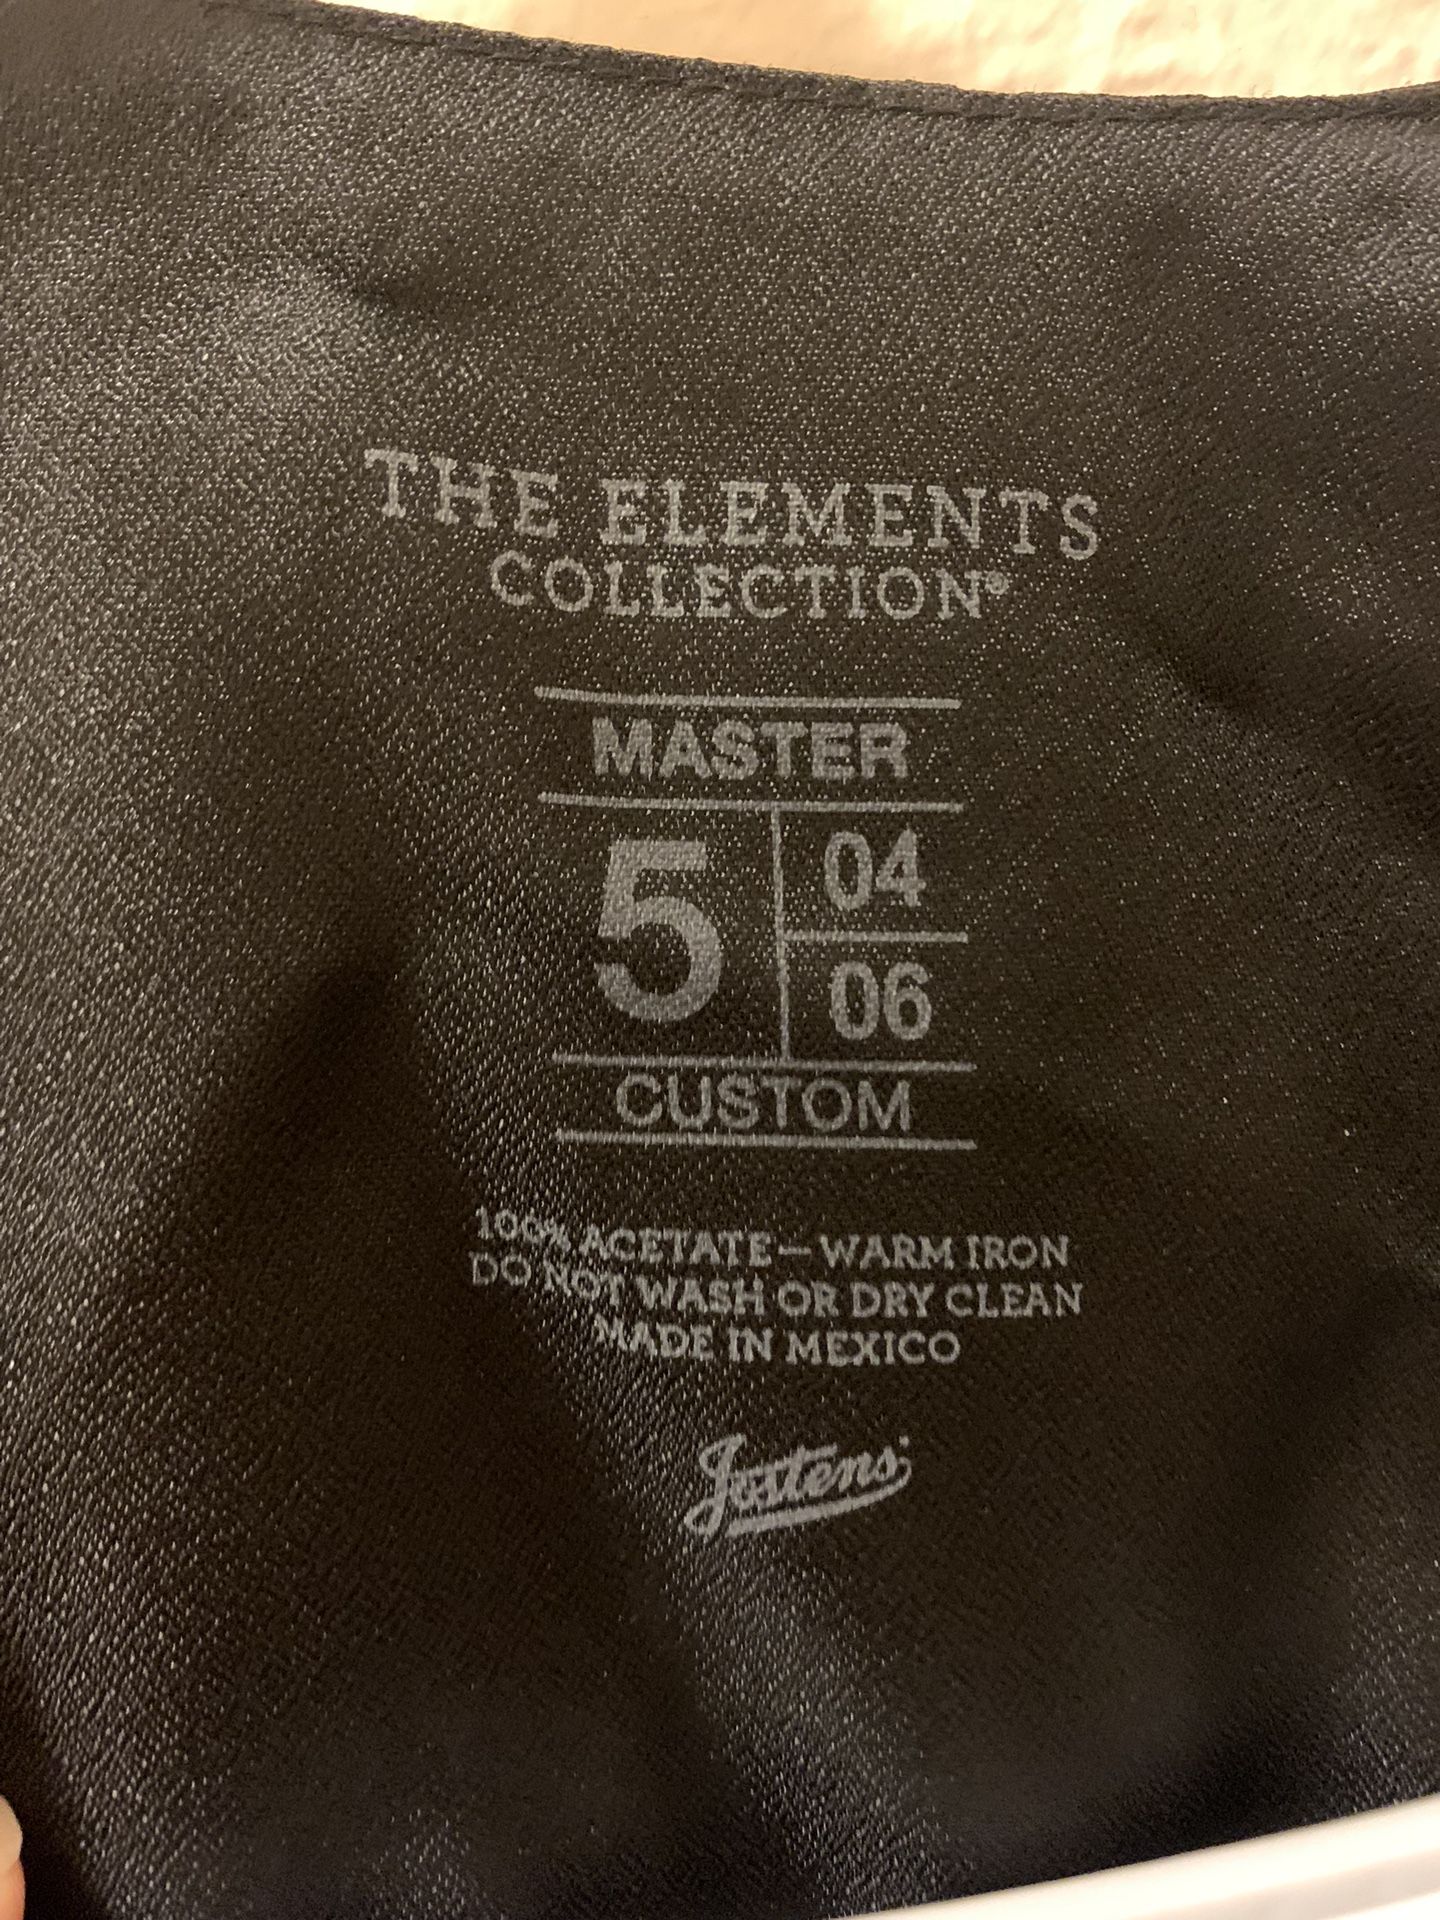 THE ELEMENTS
COLLECTION®
MASTER
5
04
06
CUSTOM
100% ACETATE — WARM IRON
DO NOT WASH OR DRY CLEAN
MADE IN MEXICO
Jostens